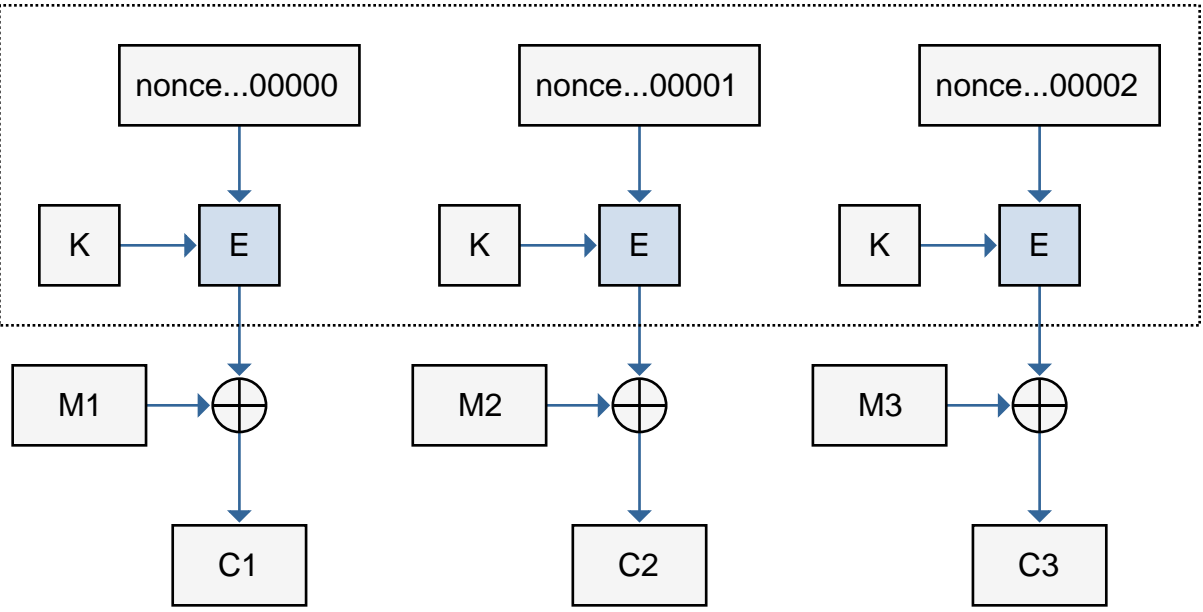 nonce...00000
nonce...00001
nonce...00002
K
E
K
E
K
E
M1
M2
M3
C1
C2
C3